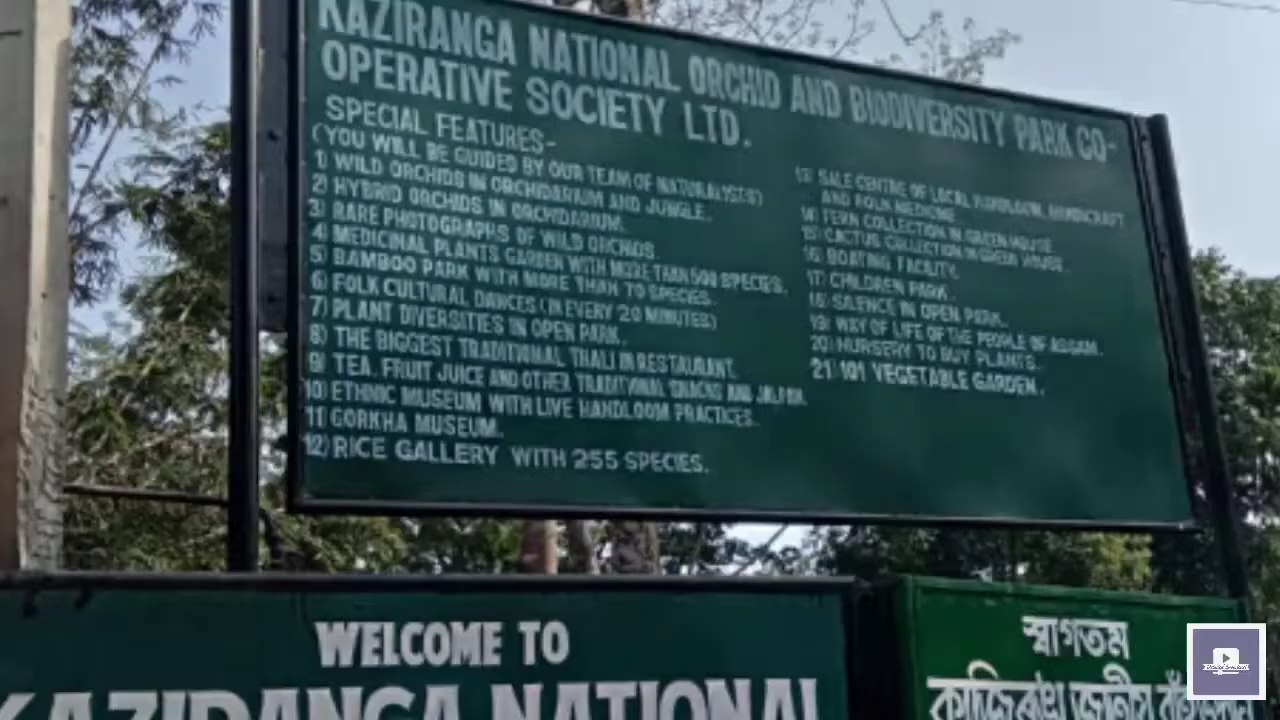 KAZIRANGA NATIONAL ORCHID AND BIODIVERSITY PARK CO-
OPERATIVE SOCIETY LTD.
SPECIAL FEATURES-
(YOU WILL BE GUIDED BY OUR TEAM OF NATURALISTS)
1) WILD ORCHIDS IN ORCHIDARIUM AND JUNGLE.
2) HYBRID ORCHIDS IN ORCHIDARIUM.
3) RARE PHOTOGRAPHS OF WILD ORCHIDS.
4) MEDICINAL PLANTS GARDEN WITH MORE THAN 500 SPECIES.
5) BAMBOO PARK WITH MORE THAN 70 SPECIES.
6) FOLK CULTURAL DANCES (IN EVERY 20 MINUTES)
7) PLANT DIVERSITIES IN OPEN PARK.
8) THE BIGGEST TRADITIONAL THALI IN RESTAURANT.
9) TEA, FRUIT JUICE AND OTHER TRADITIONAL SNACKS AND JALPAN.
10) ETHNIC MUSEUM WITH LIVE HANDLOOM PRACTICES.
11) GORKHA MUSEUM.
12) RICE GALLERY WITH 255 SPECIES.
13) SALE CENTRE OF LOCAL HANDLOOM, HANDICRAFT
AND FOLK MEDICINE.
14) FERN COLLECTION IN GREEN HOUSE.
15) CACTUS COLLECTION IN GREEN HOUSE.
16) BOATING FACILITY.
17) CHILDREN PARK.
18) SILENCE IN OPEN PARK.
19) WAY OF LIFE OF THE PEOPLE OF ASSAM.
20) NURSERY TO BUY PLANTS.
21) 101 VEGETABLE GARDEN.
WELCOME TO
KAZIRANGA NATIONAL
স্বাগতম
কাজিৰঙা জাতীয়